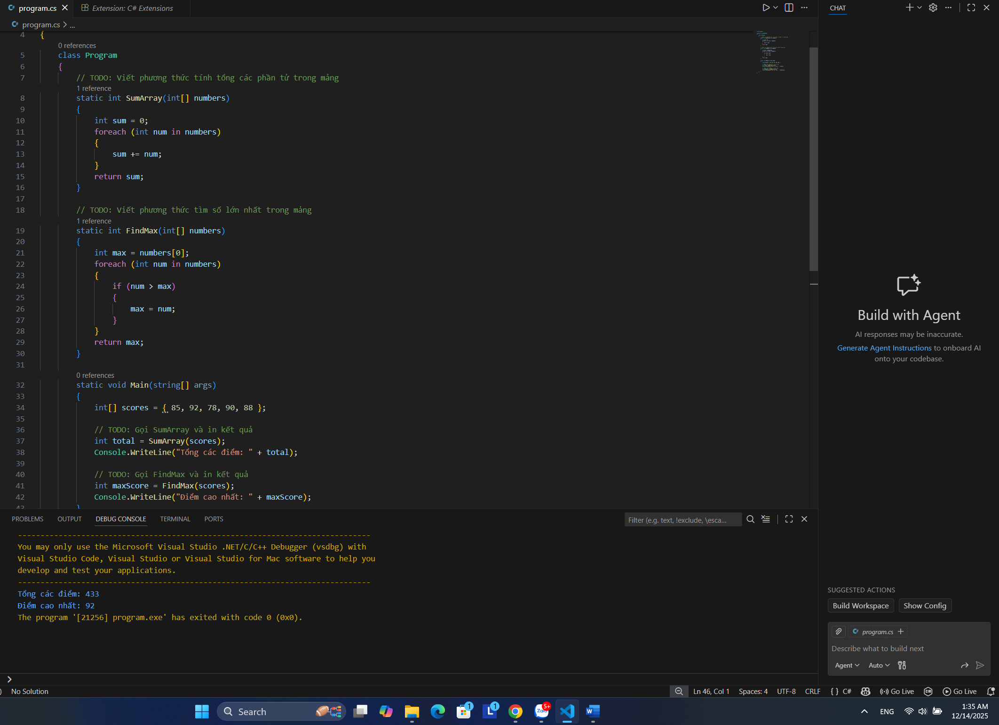 program.cs
Extension: C# Extensions
program.cs > ...
4 {
0 references
5 class Program
6 {
7 // TODO: Viết phương thức tính tổng các phần tử trong mảng
1 reference
8 static int SumArray(int[] numbers)
9 {
10 int sum = 0;
11 foreach (int num in numbers)
12 {
13 sum += num;
14 }
15 return sum;
16 }
17
18 // TODO: Viết phương thức tìm số lớn nhất trong mảng
1 reference
19 static int FindMax(int[] numbers)
20 {
21 int max = numbers[0];
22 foreach (int num in numbers)
23 {
24 if (num > max)
25 {
26 max = num;
27 }
28 }
29 return max;
30 }
31
0 references
32 static void Main(string[] args)
33 {
34 int[] scores = { 85, 92, 78, 90, 88 };
35
36 // TODO: Gọi SumArray và in kết quả
37 int total = SumArray(scores);
38 Console.WriteLine("Tổng các điểm: " + total);
39
40 // TODO: Gọi FindMax và in kết quả
41 int maxScore = FindMax(scores);
42 Console.WriteLine("Điểm cao nhất: " + maxScore);
43 }
PROBLEMS OUTPUT DEBUG CONSOLE TERMINAL PORTS
Filter (e.g. text, !exclude, \esca...
--------------------------------------------------------------------------
You may only use the Microsoft Visual Studio .NET/C/C++ Debugger (vsdbg) with
Visual Studio Code, Visual Studio or Visual Studio for Mac software to help you
develop and test your applications.
--------------------------------------------------------------------------
Tổng các điểm: 433
Điểm cao nhất: 92
The program '[21256] program.exe' has exited with code 0 (0x0).
CHAT
Build with Agent
AI responses may be inaccurate.
Generate Agent Instructions to onboard AI
onto your codebase.
SUGGESTED ACTIONS
Build Workspace
Show Config
program.cs
Describe what to build next
Agent
Auto
No Solution
Ln 46, Col 1
Spaces: 4
UTF-8
CRLF
{ } C#
Go Live
Go Live
Search
1
1
Zalo
5+
ENG
1:35 AM
12/14/2025